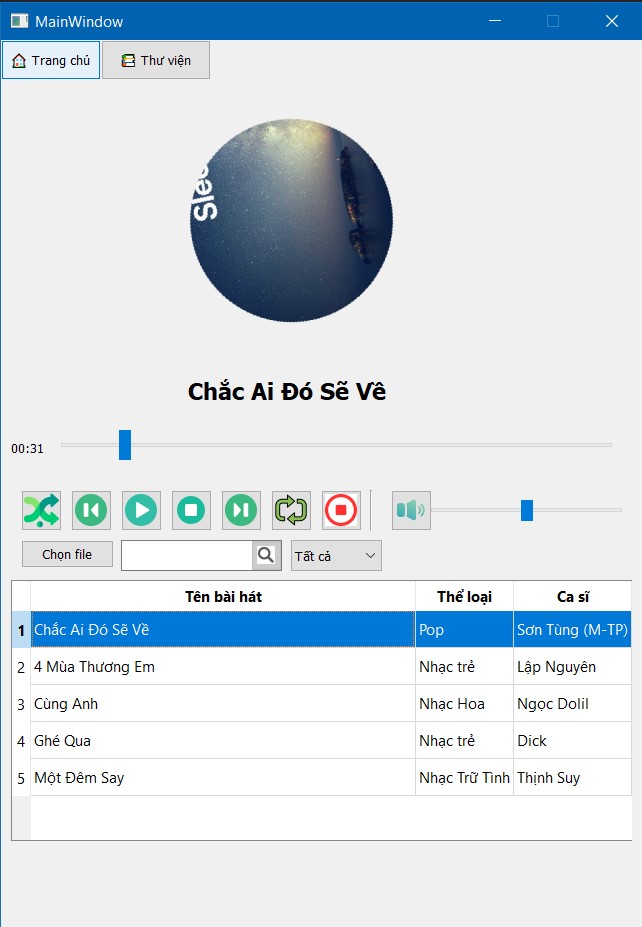 MainWindow
Trang chủ Thư viện
Slee
Chắc Ai Đó Sẽ Về
00:31
Chọn file Tất cả
Tên bài hát Thể loại Ca sĩ
1 Chắc Ai Đó Sẽ Về Pop Sơn Tùng (M-TP)
2 4 Mùa Thương Em Nhạc trẻ Lập Nguyên
3 Cùng Anh Nhạc Hoa Ngọc Dolil
4 Ghé Qua Nhạc trẻ Dick
5 Một Đêm Say Nhạc Trữ Tình Thịnh Suy